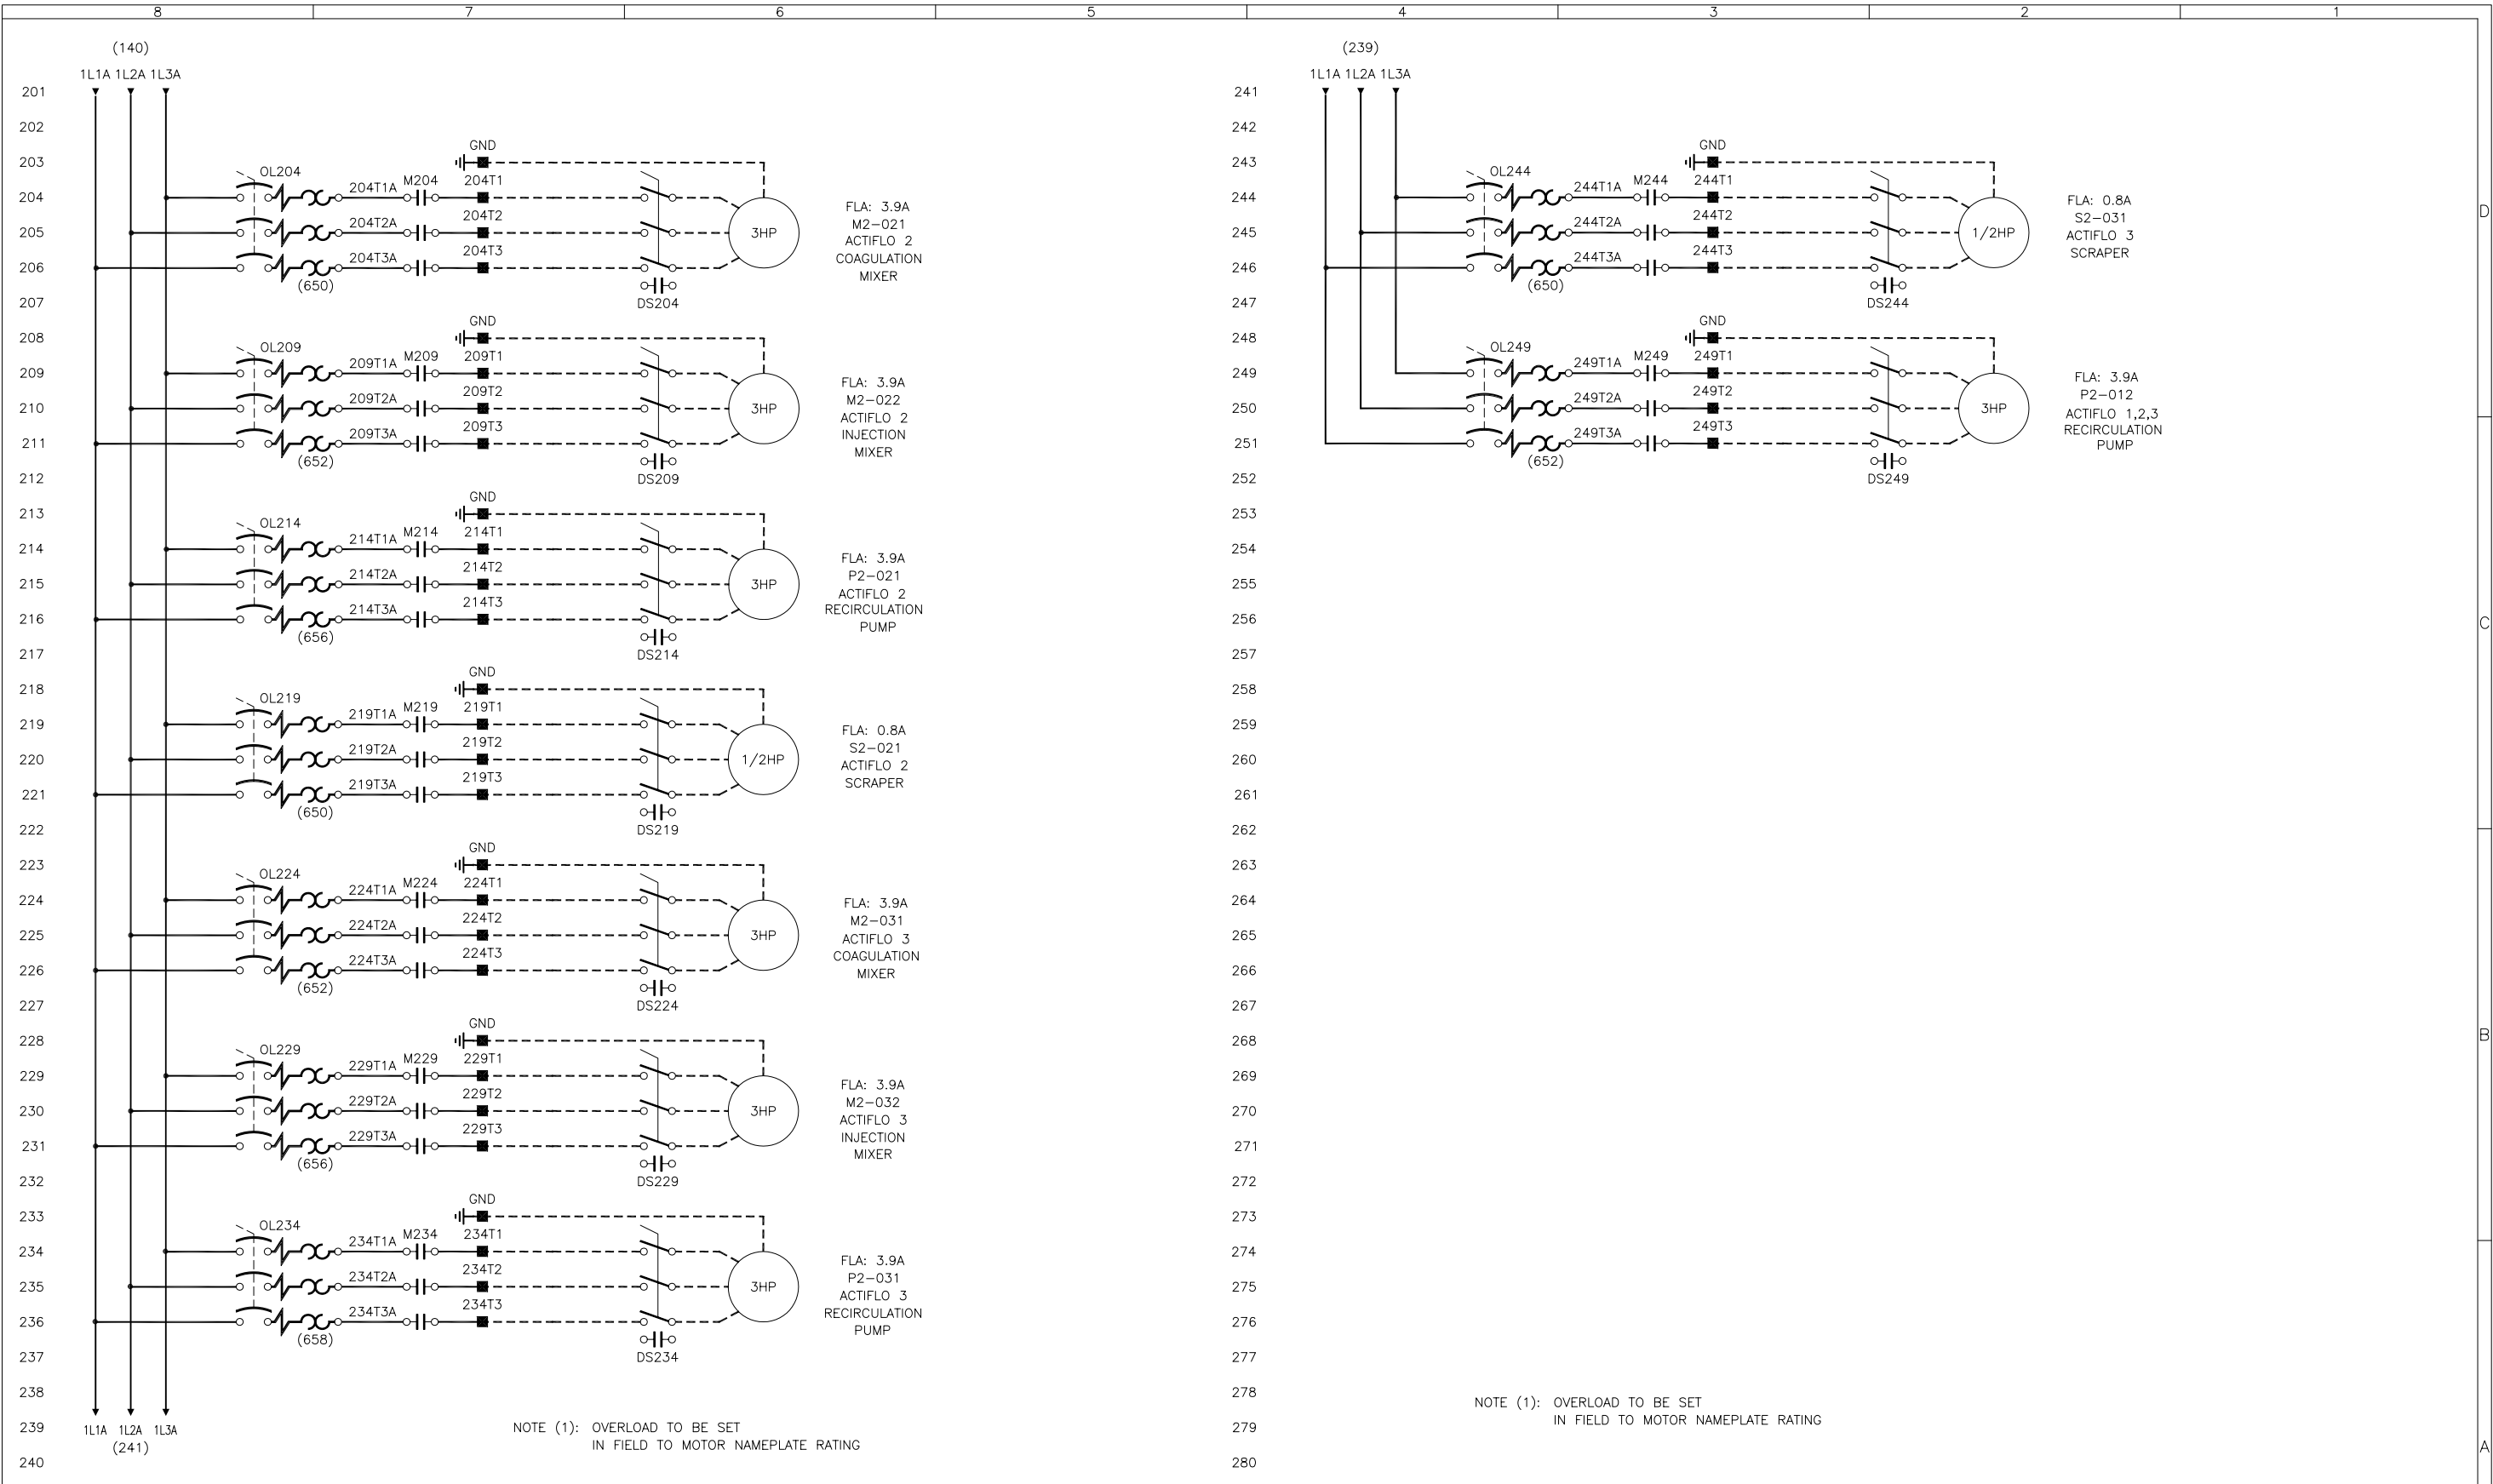 8 7 6 5 4 3 2 1
(140)
1L1A 1L2A 1L3A
201
202
203 GND
OL204
204 204T1A M204 204T1
205 204T2A 204T2 3HP
206 204T3A 204T3
(650)
207 DS204
FLA: 3.9A
M2-021
ACTIFLO 2
COAGULATION
MIXER
208 GND
OL209
209 209T1A M209 209T1
210 209T2A 209T2 3HP
211 209T3A 209T3
(652)
212 DS209
FLA: 3.9A
M2-022
ACTIFLO 2
INJECTION
MIXER
213 GND
OL214
214 214T1A M214 214T1
215 214T2A 214T2 3HP
216 214T3A 214T3
(656)
217 DS214
FLA: 3.9A
P2-021
ACTIFLO 2
RECIRCULATION
PUMP
218 GND
OL219
219 219T1A M219 219T1
220 219T2A 219T2 1/2HP
221 219T3A 219T3
(650)
222 DS219
FLA: 0.8A
S2-021
ACTIFLO 2
SCRAPER
223 GND
OL224
224 224T1A M224 224T1
225 224T2A 224T2 3HP
226 224T3A 224T3
(652)
227 DS224
FLA: 3.9A
M2-031
ACTIFLO 3
COAGULATION
MIXER
228 GND
OL229
229 229T1A M229 229T1
230 229T2A 229T2 3HP
231 229T3A 229T3
(656)
232 DS229
FLA: 3.9A
M2-032
ACTIFLO 3
INJECTION
MIXER
233 GND
OL234
234 234T1A M234 234T1
235 234T2A 234T2 3HP
236 234T3A 234T3
(658)
237 DS234
FLA: 3.9A
P2-031
ACTIFLO 3
RECIRCULATION
PUMP
238
239 1L1A 1L2A 1L3A
(241)
240
NOTE (1): OVERLOAD TO BE SET
IN FIELD TO MOTOR NAMEPLATE RATING
(239)
1L1A 1L2A 1L3A
241
242
243 GND
OL244
244 244T1A M244 244T1
245 244T2A 244T2 1/2HP
246 244T3A 244T3
(650)
247 DS244
FLA: 0.8A
S2-031
ACTIFLO 3
SCRAPER
248 GND
OL249
249 249T1A M249 249T1
250 249T2A 249T2 3HP
251 249T3A 249T3
(652)
252 DS249
FLA: 3.9A
P2-012
ACTIFLO 1,2,3
RECIRCULATION
PUMP
253
254
255
256
257
258
259
260
261
262
263
264
265
266
267
268
269
270
271
272
273
274
275
276
277
278
279
280
NOTE (1): OVERLOAD TO BE SET
IN FIELD TO MOTOR NAMEPLATE RATING
D
C
B
A